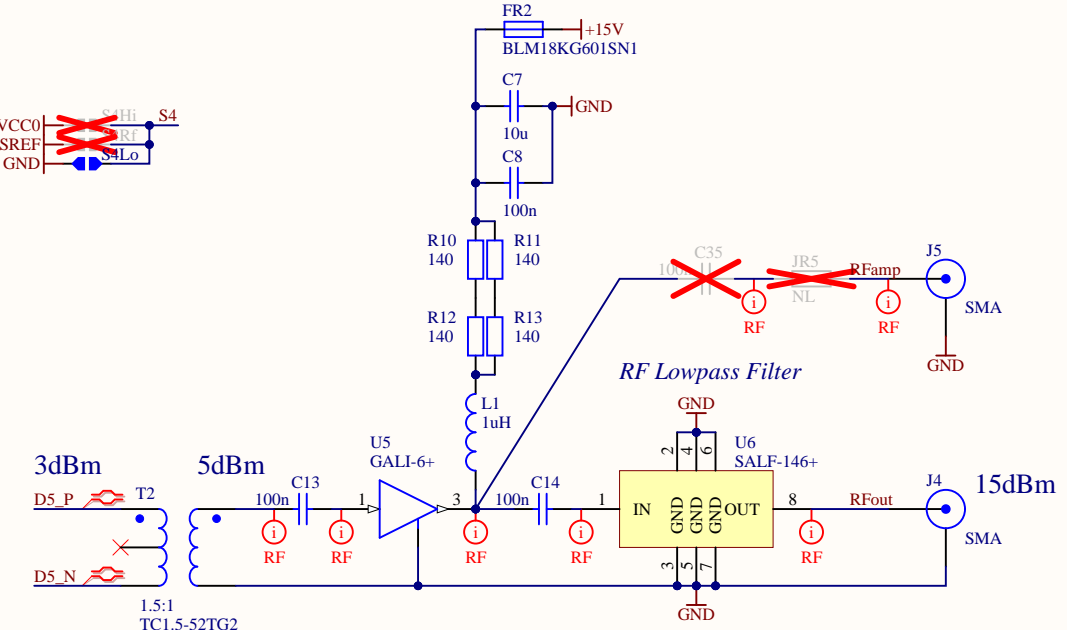 FR2
+15V
BLM18KG601SN1
C7
GND
10u
C8
100n
S4Hi
S4
VCC0
SREF
S4Lo
GND
R10
140
R11
140
R12
140
R13
140
C35
JR5
RFamp
NL
J5
SMA
i
RF
i
RF
GND
RF Lowpass Filter
L1
1uH
GND
2
4
6
U6
SALF-146+
U5
GALI-6+
3dBm
5dBm
15dBm
D5_P
T2
100n
C13
1
3
100n
C14
1
IN
GND
GND
GND
OUT
8
RFout
J4
SMA
i
RF
i
RF
i
RF
i
RF
i
RF
D5_N
3
5
7
GND
1.5:1
TC1.5-52TG2